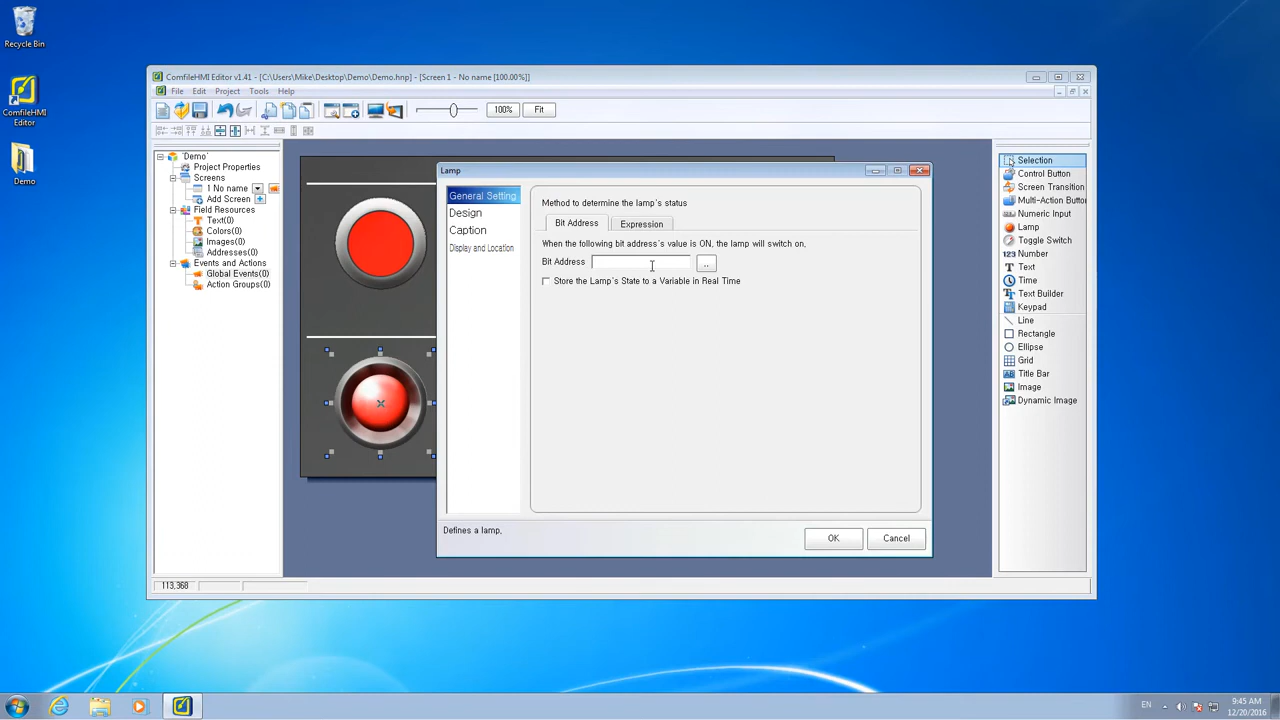 Recycle Bin
ComfileHMI
Editor
Demo
ComfileHMI Editor v1.41 - [C:\Users\Mike\Desktop\Demo\Demo.hnp] - [Screen 1 - No name [100.00%]]
File Edit Project Tools Help
100% Fit
'Demo'
Project Properties
Screens
1 No name
Add Screen
Field Resources
Text(0)
Colors(0)
Images(0)
Addresses(0)
Events and Actions
Global Events(0)
Action Groups(0)
Lamp
General Setting
Design
Caption
Display and Location
Method to determine the lamp's status
Bit Address Expression
When the following bit address's value is ON, the lamp will switch on.
Bit Address ..
Store the Lamp's State to a Variable in Real Time
Defines a lamp.
OK Cancel
Selection
Control Button
Screen Transition
Multi-Action Button
Numeric Input
Lamp
Toggle Switch
123 Number
T Text
Time
Text Builder
Keypad
Line
Rectangle
Ellipse
Grid
AB Title Bar
Image
Dynamic Image
113,368
EN
9:45 AM
12/20/2016